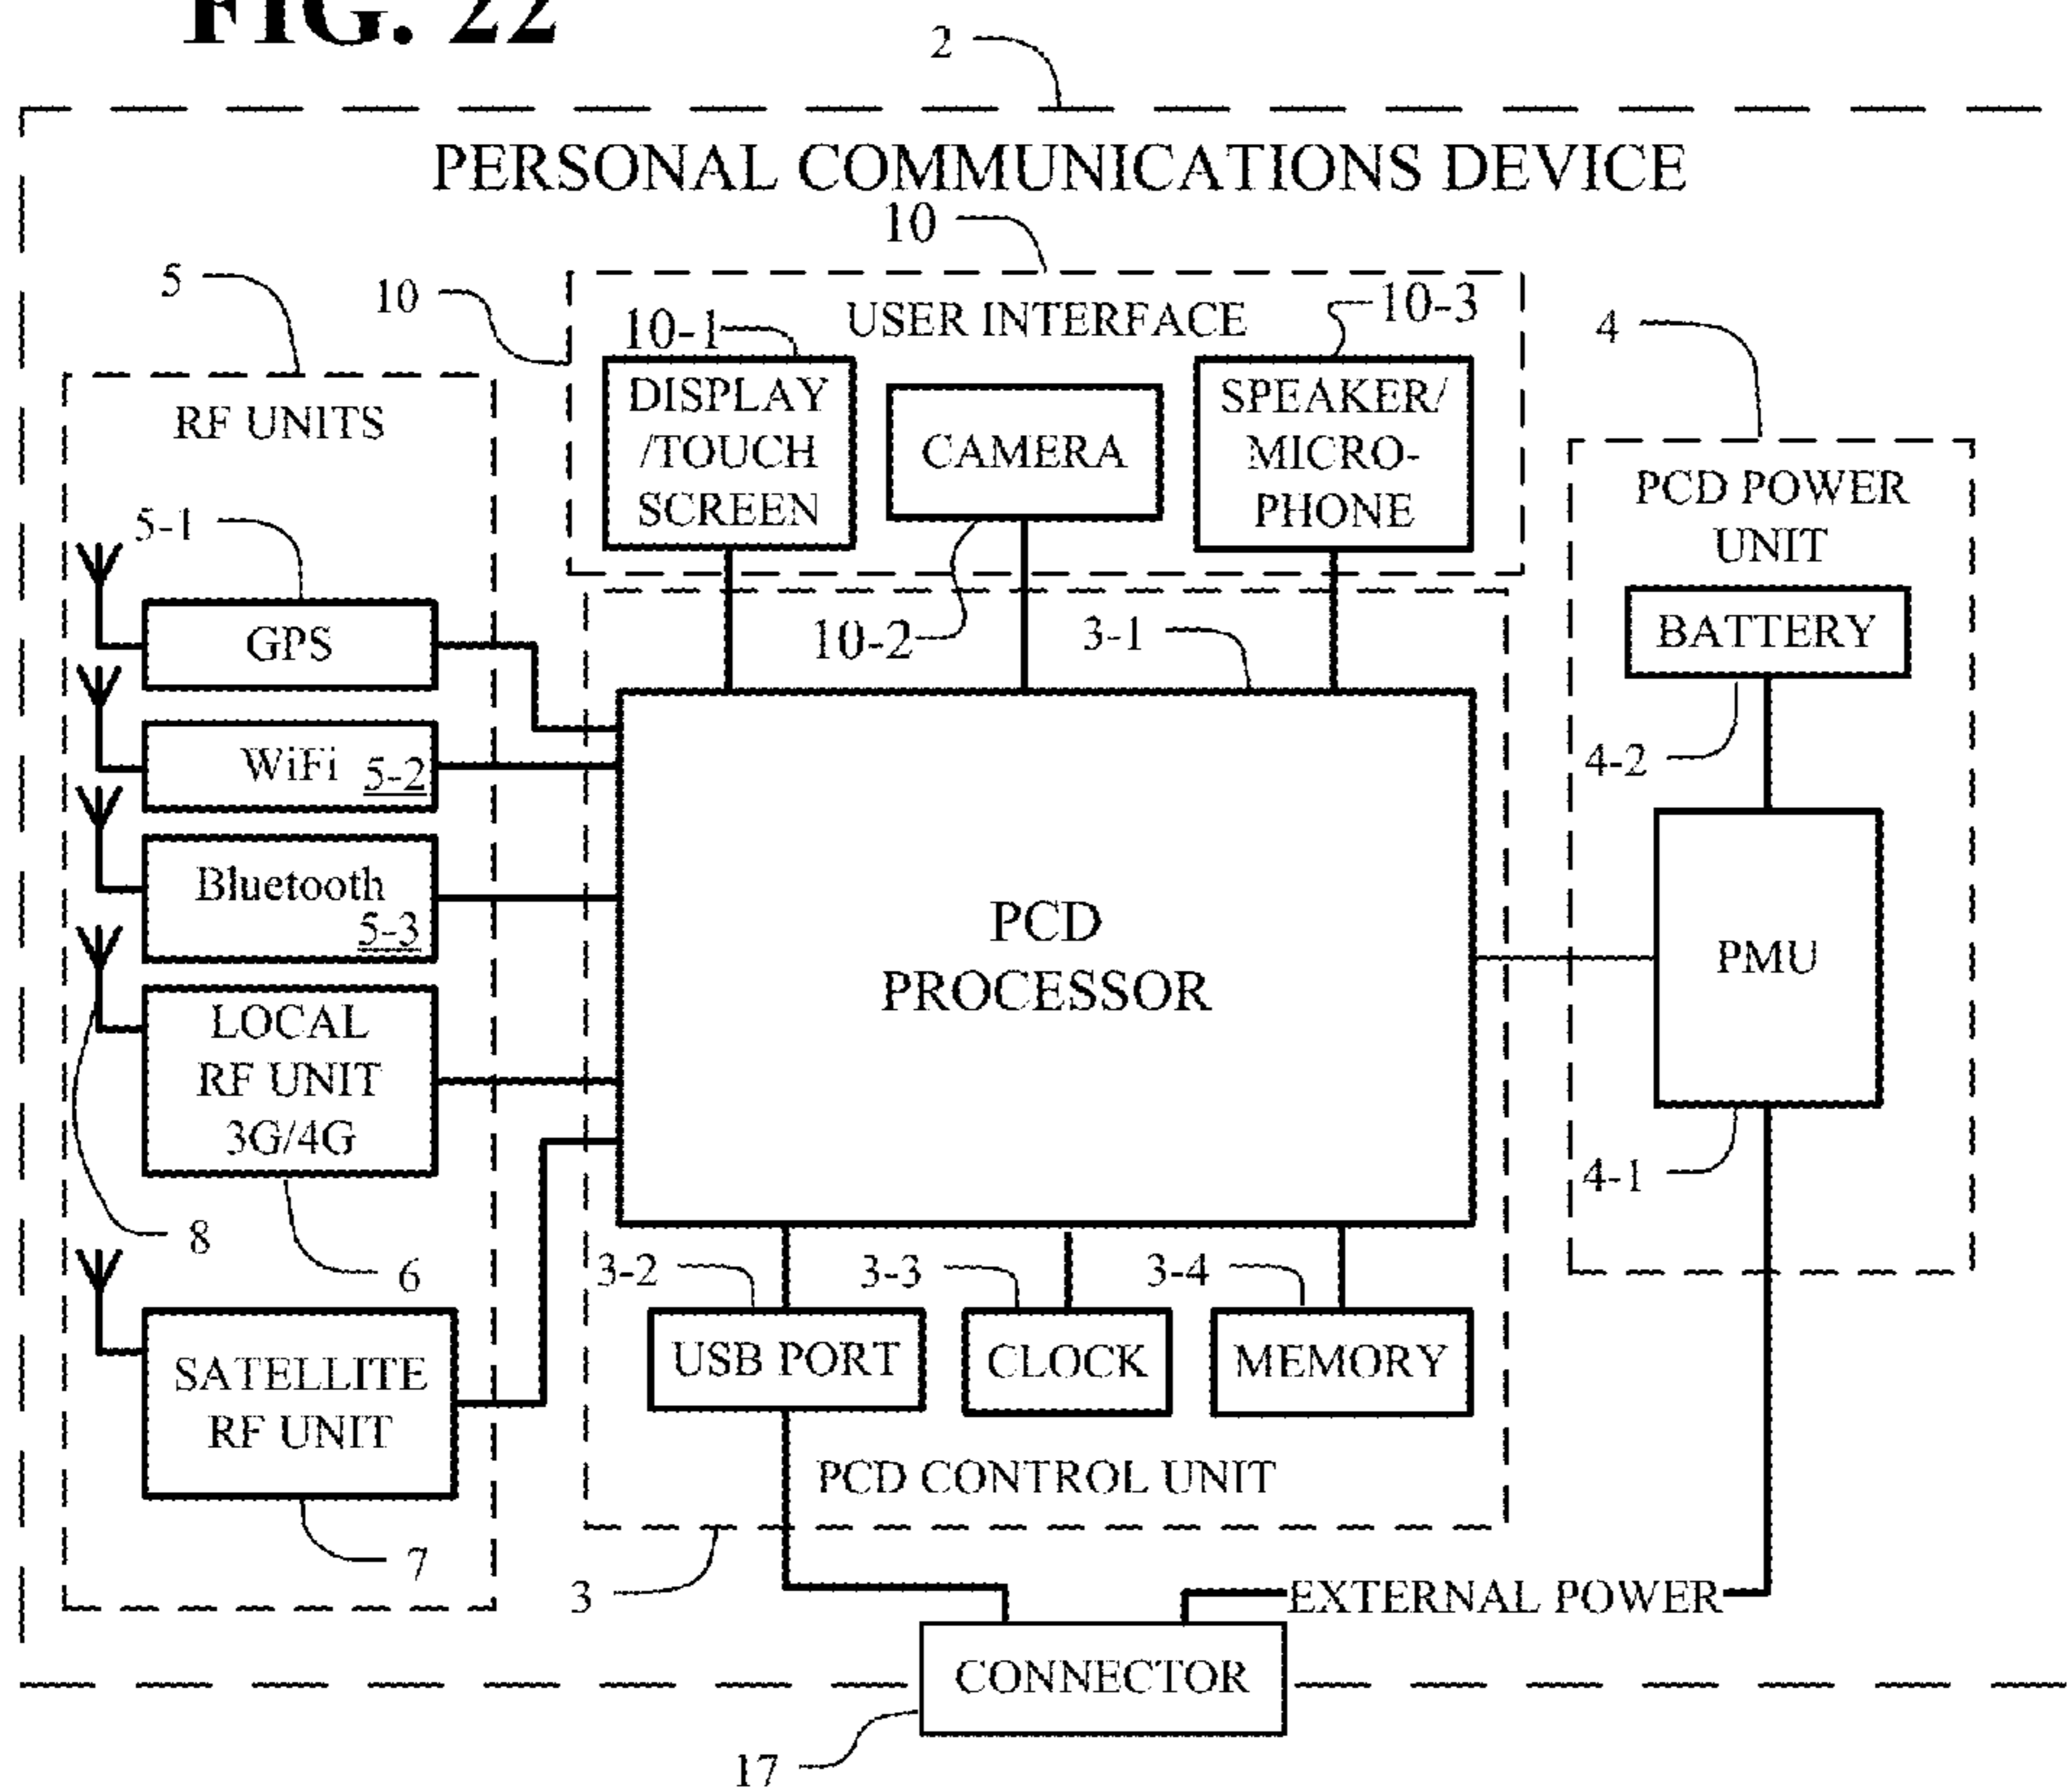 FIG. 22
2
PERSONAL COMMUNICATIONS DEVICE
10
5
10
USER INTERFACE
10-1
10-3
4
DISPLAY
/TOUCH
SCREEN
CAMERA
SPEAKER/
MICRO-
PHONE
RF UNITS
PCD POWER
UNIT
5-1
10-2
3-1
GPS
BATTERY
WiFi 5-2
4-2
Bluetooth
5-3
PCD
PROCESSOR
PMU
LOCAL
RF UNIT
3G/4G
4-1
8
6
3-2
3-3
3-4
SATELLITE
RF UNIT
USB PORT
CLOCK
MEMORY
PCD CONTROL UNIT
7
3
EXTERNAL POWER
CONNECTOR
17